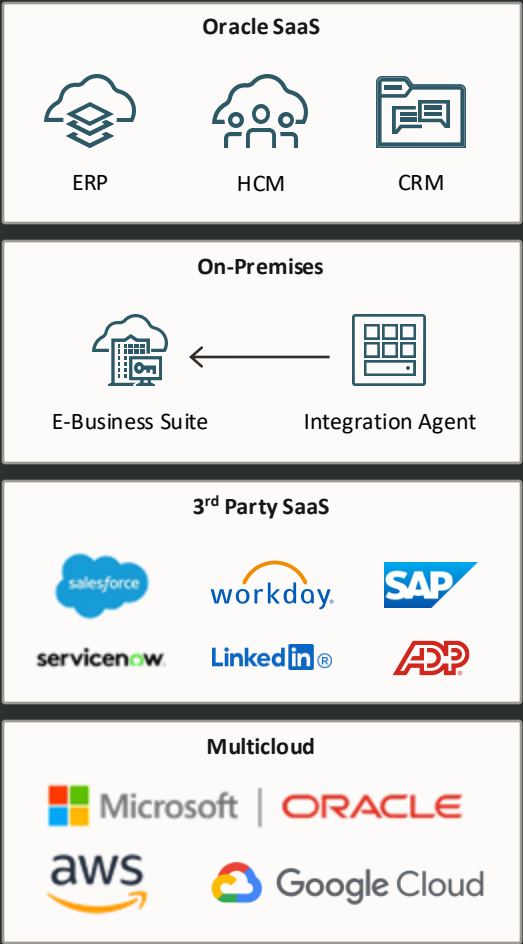 Oracle SaaS
ERP HCM CRM
On-Premises
E-Business Suite Integration Agent
3rd Party SaaS
salesforce workday. SAP
servicenow. LinkedIn® ADP®
Multicloud
Microsoft | ORACLE
aws Google Cloud